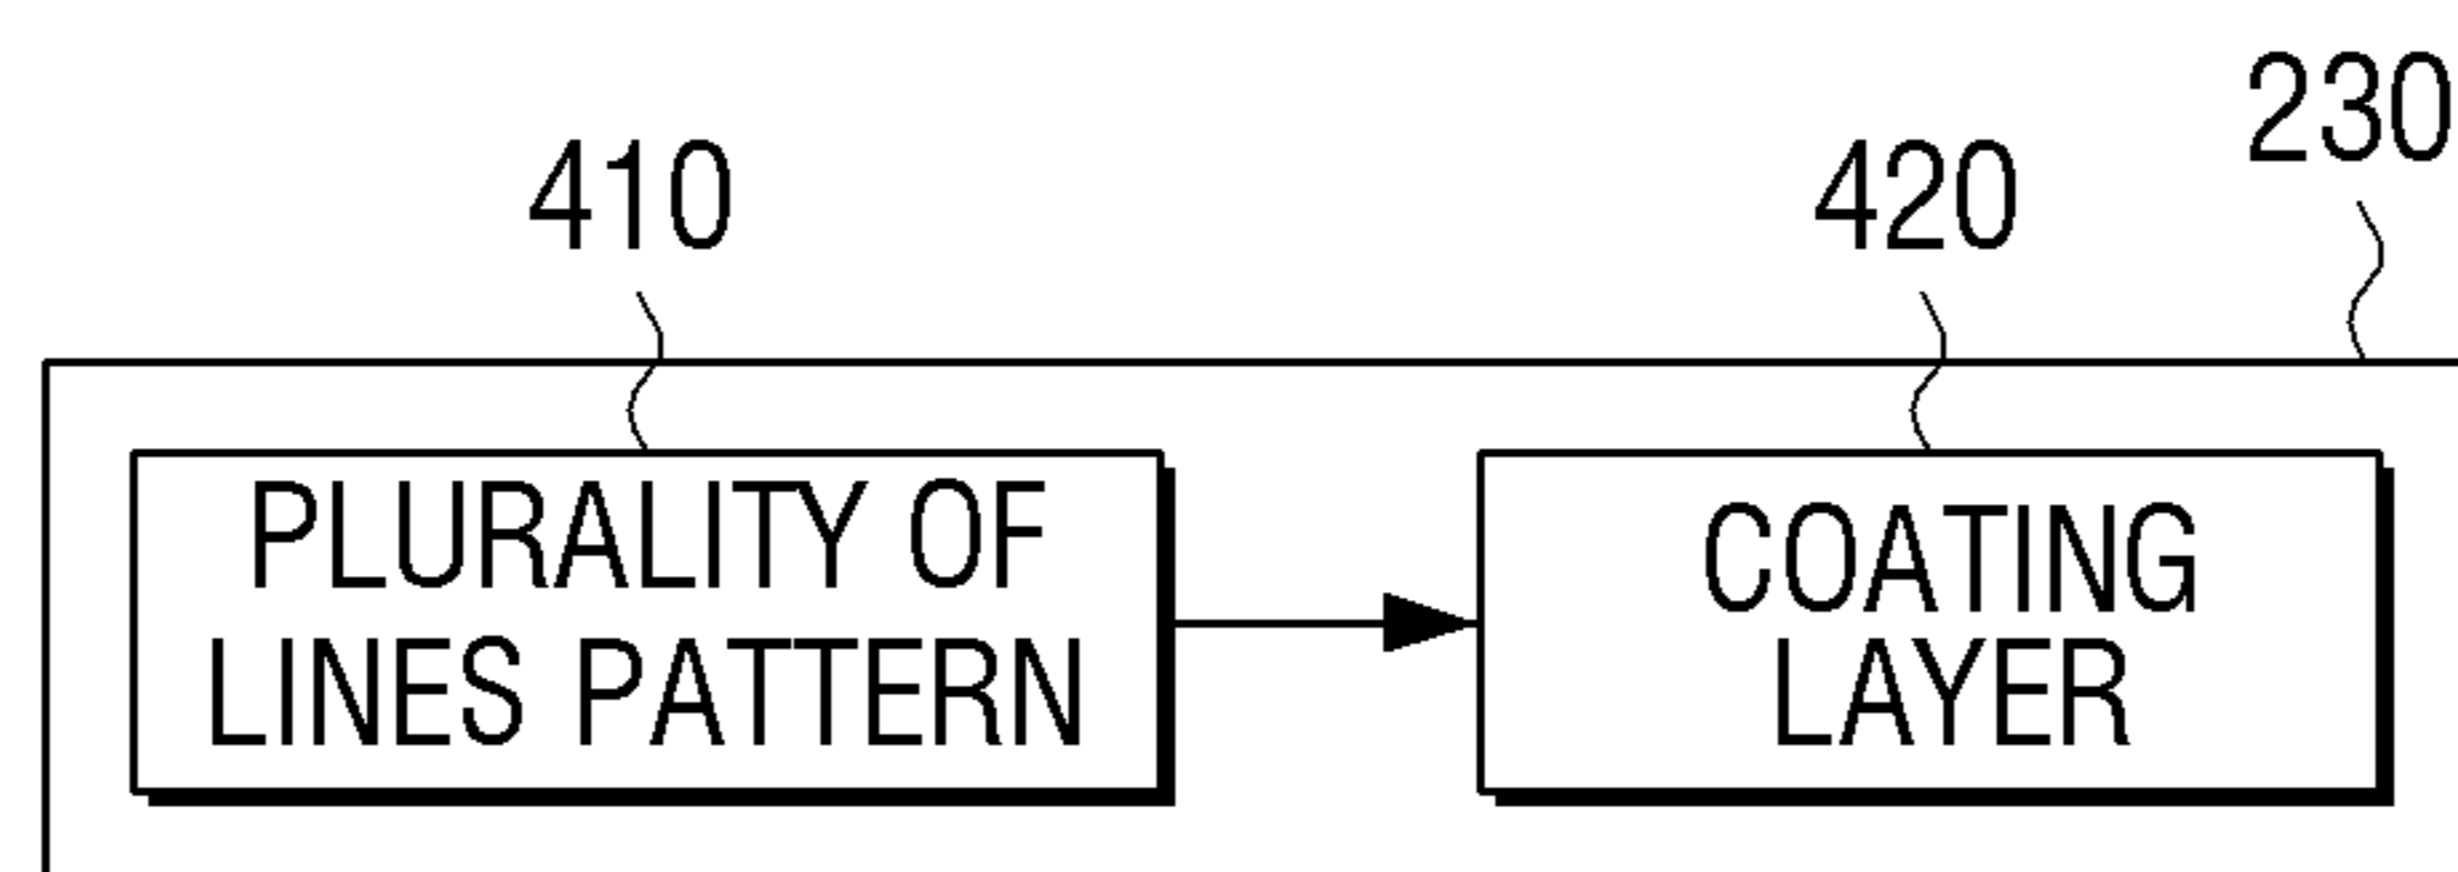 230
410
420
PLURALITY OF
LINES PATTERN
COATING
LAYER